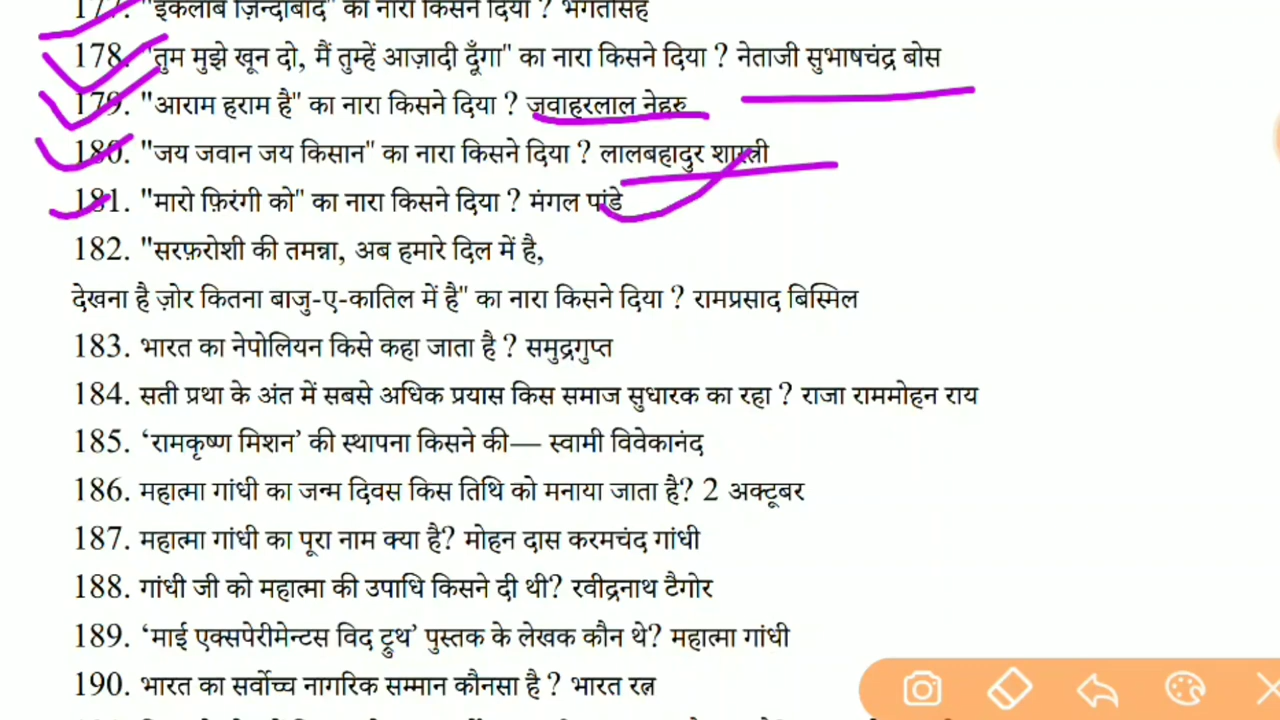 177. "इंकलाब ज़िन्दाबाद" का नारा किसने दिया ? भगतसिंह
178. "तुम मुझे खून दो, मैं तुम्हें आज़ादी दूँगा" का नारा किसने दिया ? नेताजी सुभाषचंद्र बोस
179. "आराम हराम है" का नारा किसने दिया ? जवाहरलाल नेहरु
180. "जय जवान जय किसान" का नारा किसने दिया ? लालबहादुर शास्त्री
181. "मारो फ़िरंगी को" का नारा किसने दिया ? मंगल पांडे
182. "सरफ़रोशी की तमन्ना, अब हमारे दिल में है,
देखना है ज़ोर कितना बाजु-ए-कातिल में है" का नारा किसने दिया ? रामप्रसाद बिस्मिल
183. भारत का नेपोलियन किसे कहा जाता है ? समुद्रगुप्त
184. सती प्रथा के अंत में सबसे अधिक प्रयास किस समाज सुधारक का रहा ? राजा राममोहन राय
185. ‘रामकृष्ण मिशन’ की स्थापना किसने की— स्वामी विवेकानंद
186. महात्मा गांधी का जन्म दिवस किस तिथि को मनाया जाता है? 2 अक्टूबर
187. महात्मा गांधी का पूरा नाम क्या है? मोहन दास करमचंद गांधी
188. गांधी जी को महात्मा की उपाधि किसने दी थी? रवीद्रनाथ टैगोर
189. ‘माई एक्सपेरीमेन्टस विद ट्रुथ’ पुस्तक के लेखक कौन थे? महात्मा गांधी
190. भारत का सर्वोच्च नागरिक सम्मान कौनसा है ? भारत रत्न